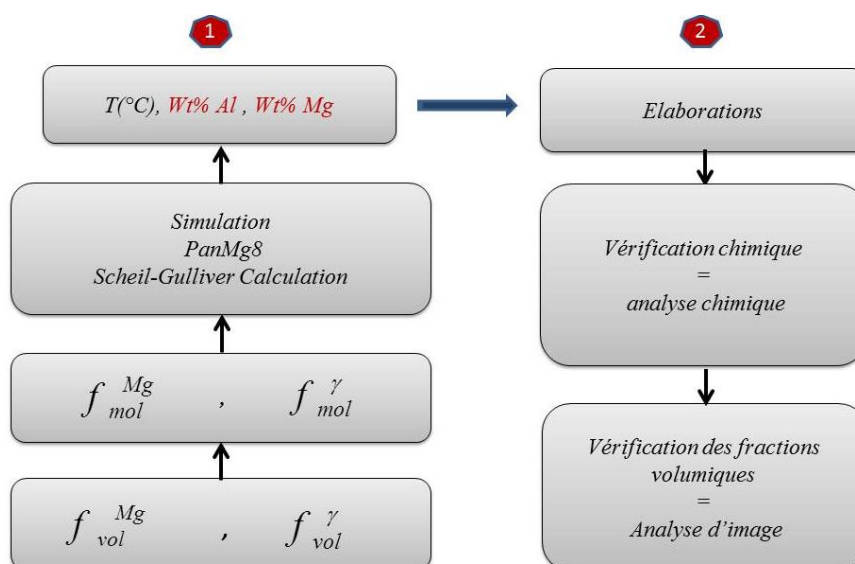 1
T(°C), Wt% Al , Wt% Mg
Simulation
PanMg8
Scheil-Gulliver Calculation
f mol Mg , f mol γ
f vol Mg , f vol γ
2
Elaborations
Vérification chimique
=
analyse chimique
Vérification des fractions
volumiques
=
Analyse d'image